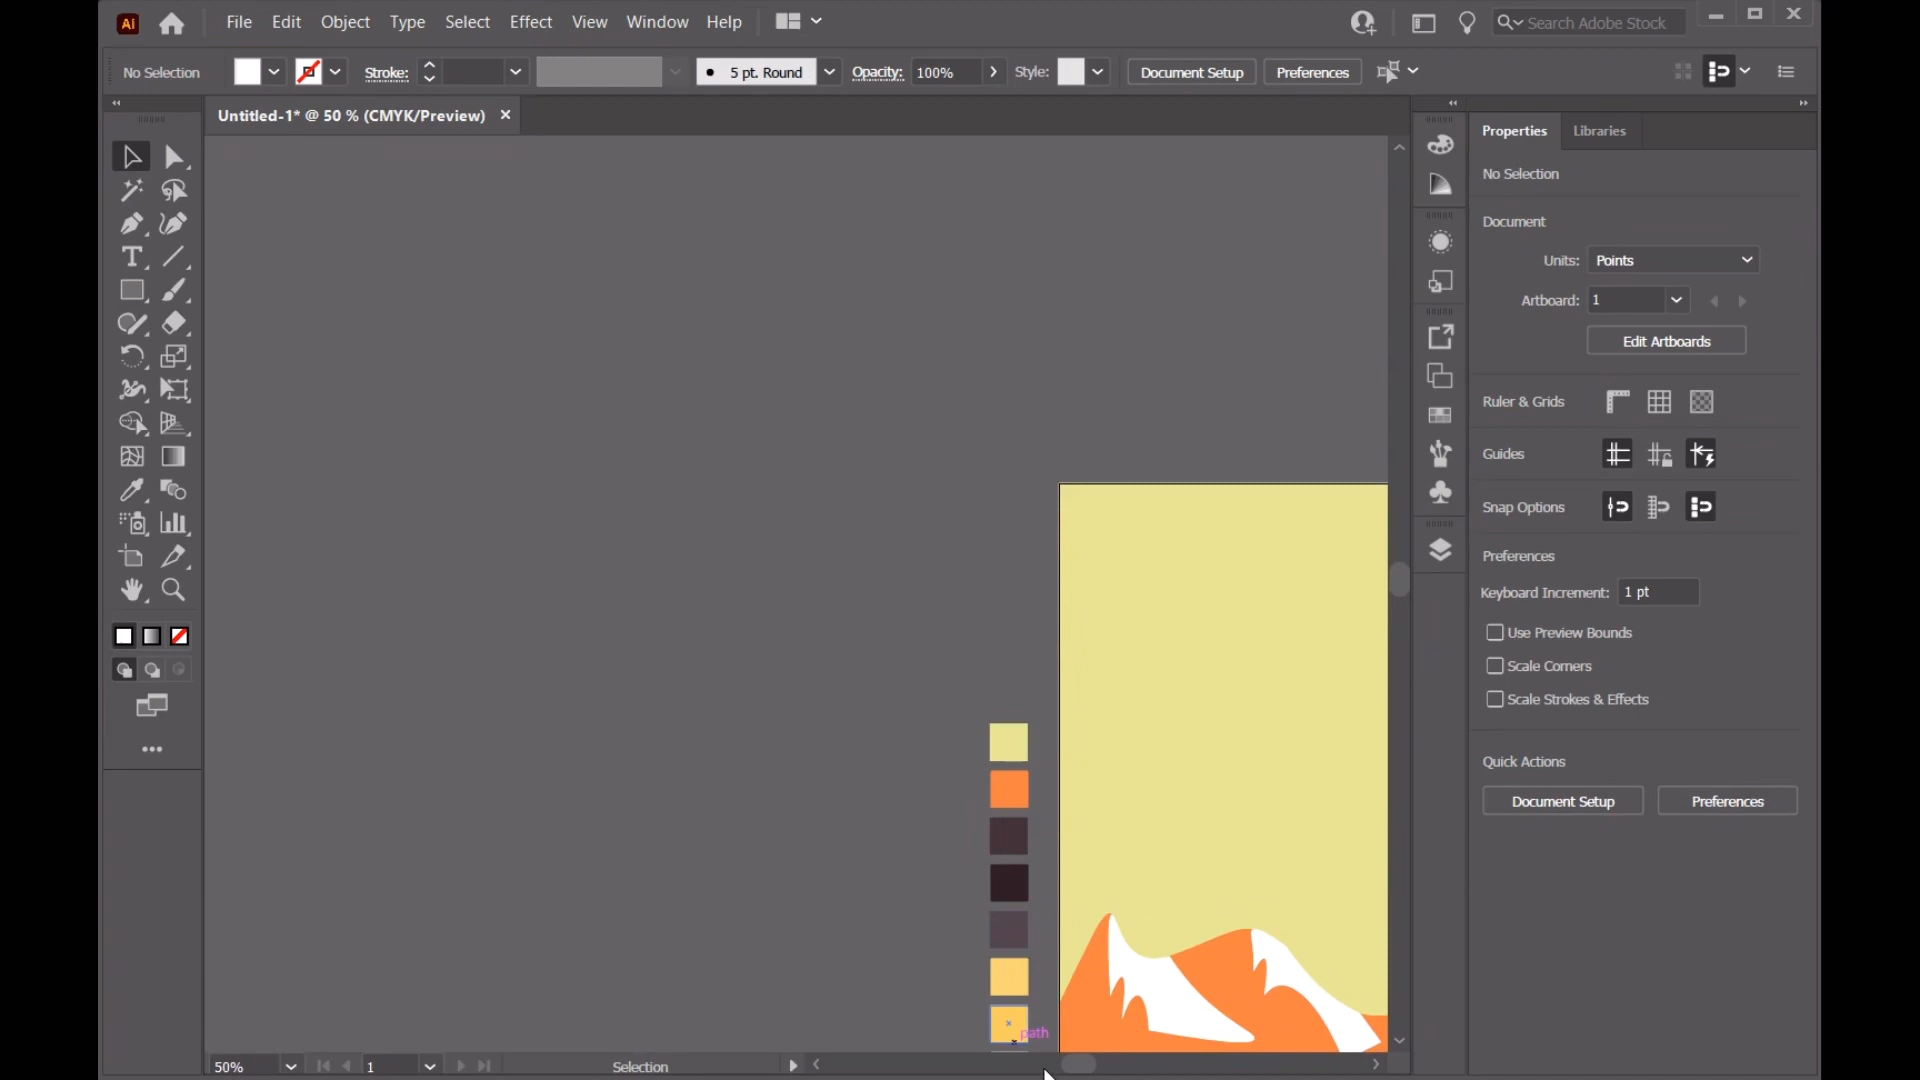 Ai
File Edit Object Type Select Effect View Window Help
Search Adobe Stock
No Selection
Stroke:
5 pt. Round
Opacity: 100%
Style:
Document Setup
Preferences
Untitled-1* @ 50 % (CMYK/Preview)
Properties
Libraries
No Selection
Document
Units: Points
Artboard: 1
Edit Artboards
Ruler & Grids
Guides
Snap Options
Preferences
Keyboard Increment: 1 pt
Use Preview Bounds
Scale Corners
Scale Strokes & Effects
Quick Actions
Document Setup
Preferences
path
50%
1
Selection